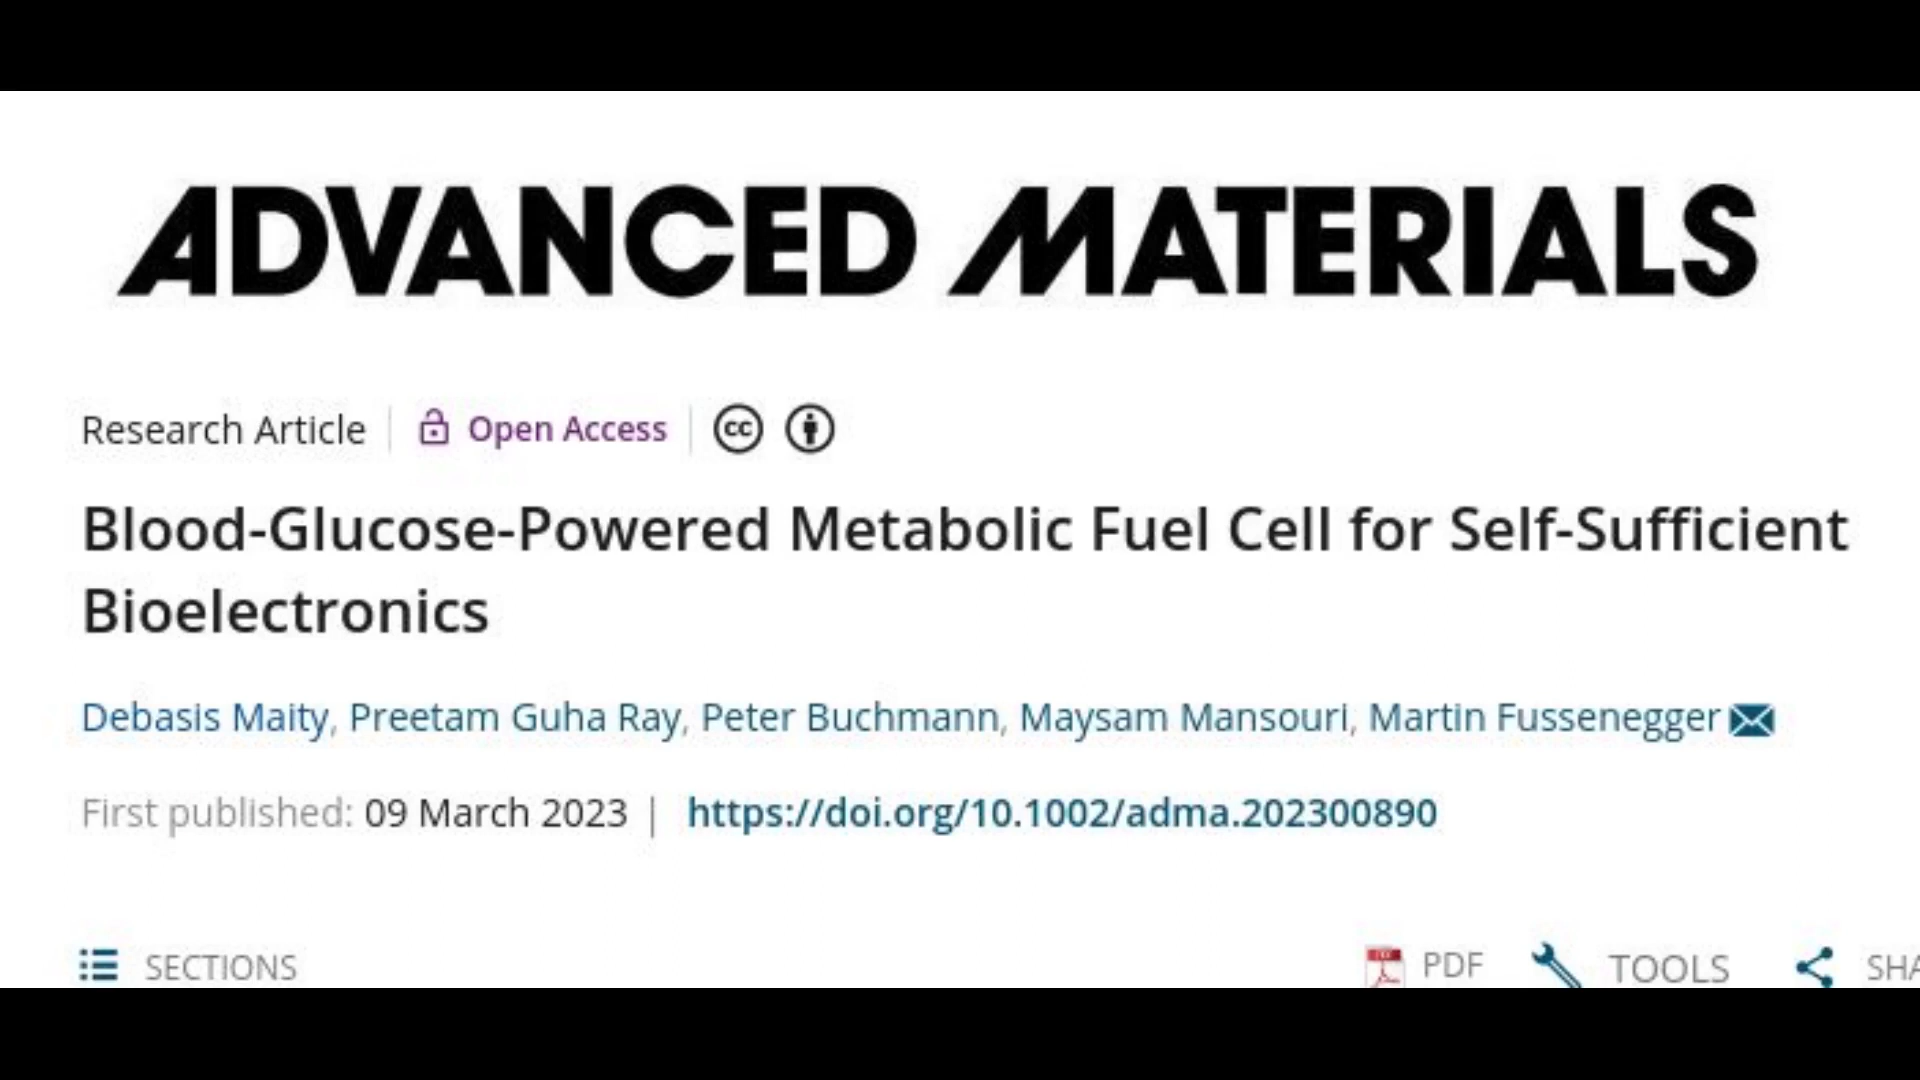 ADVANCED MATERIALS
Research Article | Open Access | cc
Blood-Glucose-Powered Metabolic Fuel Cell for Self-Sufficient
Bioelectronics
Debasis Maity, Preetam Guha Ray, Peter Buchmann, Maysam Mansouri, Martin Fussenegger
First published: 09 March 2023 | https://doi.org/10.1002/adma.202300890
SECTIONS PDF TOOLS SHA